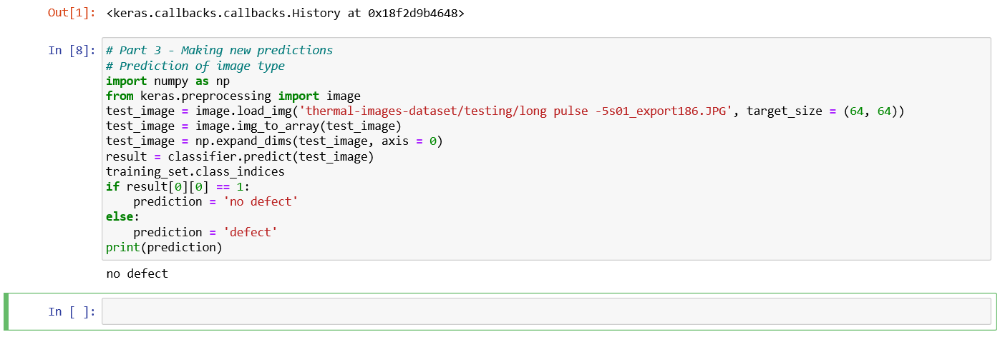 Out[1]: <keras.callbacks.callbacks.History at 0x18f2d9b4648>
In [8]: # Part 3 - Making new predictions
# Prediction of image type
import numpy as np
from keras.preprocessing import image
test_image = image.load_img('thermal-images-dataset/testing/long pulse -5s01_export186.JPG', target_size = (64, 64))
test_image = image.img_to_array(test_image)
test_image = np.expand_dims(test_image, axis = 0)
result = classifier.predict(test_image)
training_set.class_indices
if result[0][0] == 1:
    prediction = 'no defect'
else:
    prediction = 'defect'
print(prediction)
no defect
In [ ]: